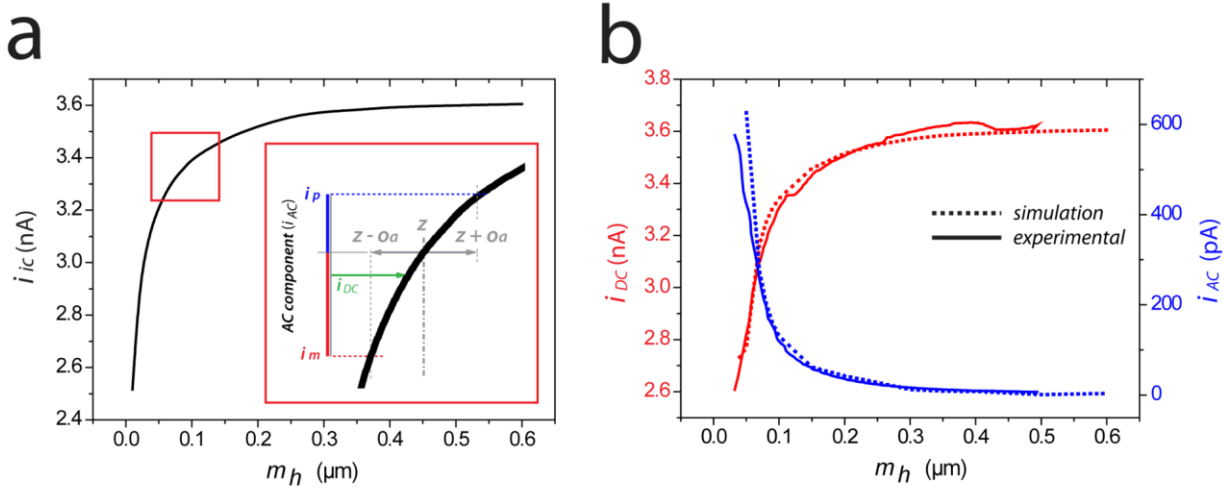 a
3.6
3.4
3.2
3.0
2.8
2.6
2.4
i ic (nA)
0.0 0.1 0.2 0.3 0.4 0.5 0.6
m h (µm)
AC component (i AC)
i p
z
z - oa z + oa
i DC
i m
b
3.8
3.6
3.4
3.2
3.0
2.8
2.6
i DC (nA)
simulation
experimental
600
400
200
0
i AC (pA)
0.0 0.1 0.2 0.3 0.4 0.5 0.6
m h (µm)